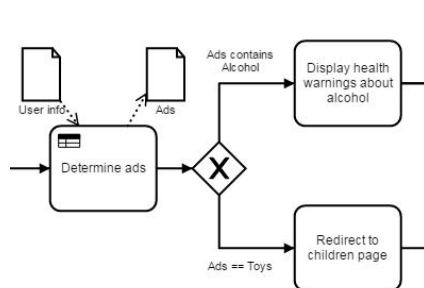 Ads contains
Alcohol
Display health
warnings about
alcohol
User info
Ads
Determine ads
X
Redirect to
children page
Ads == Toys